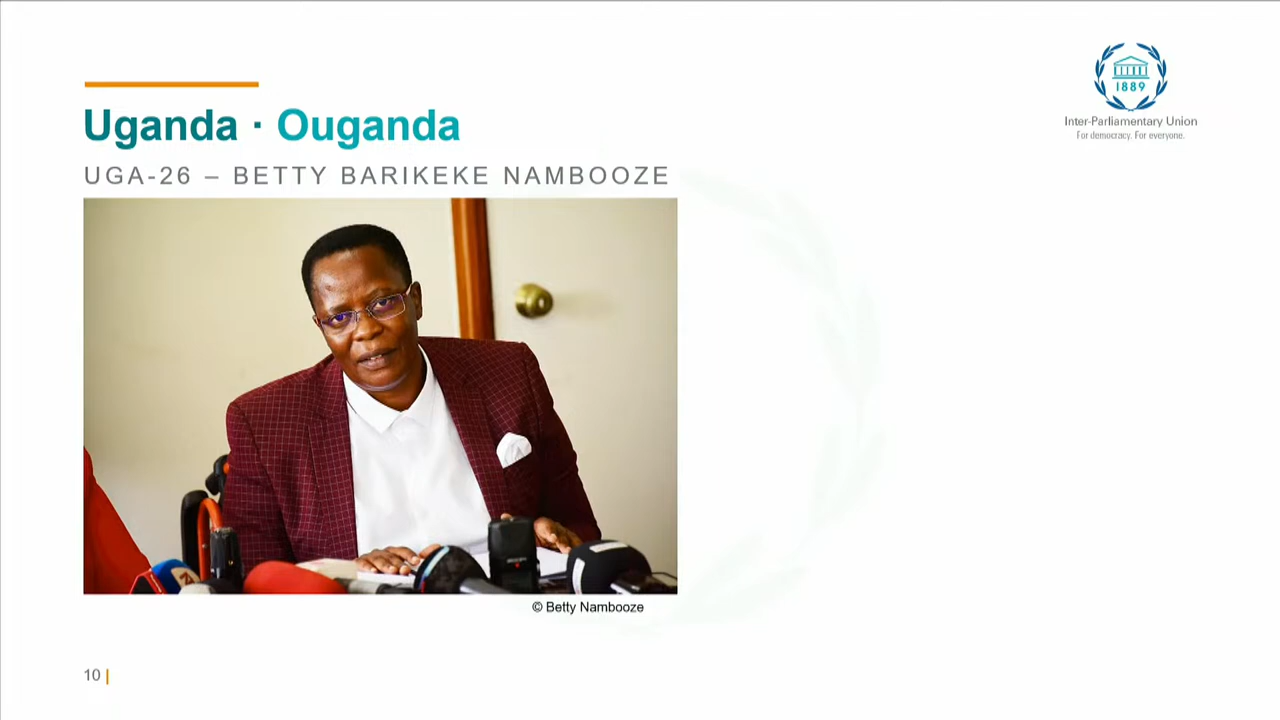 1889
Inter-Parliamentary Union
For democracy. For everyone.
Uganda · Ouganda
UGA-26 – BETTY BARIKEKE NAMBOOZE
© Betty Nambooze
10 |